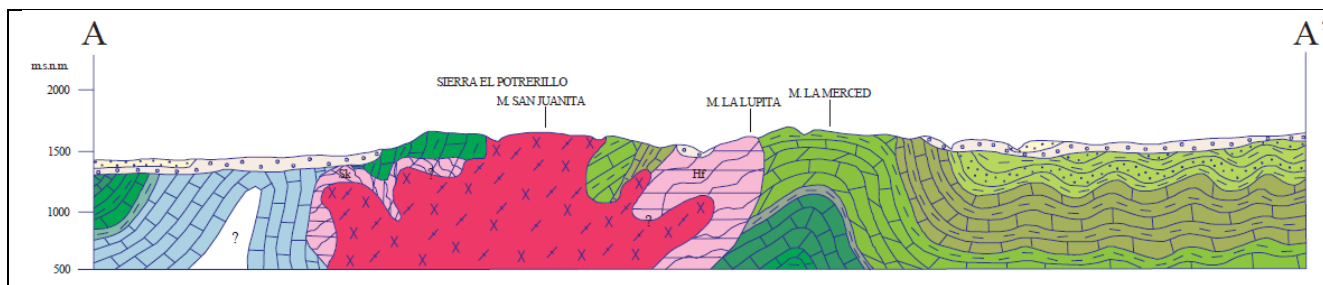 A
A'
m.s.n.m.
2000
SIERRA EL POTRERILLO
M. SAN JUANITA
M. LA LUPITA
M. LA MERCED
1500
Sk
?
Hf
1000
?
?
500